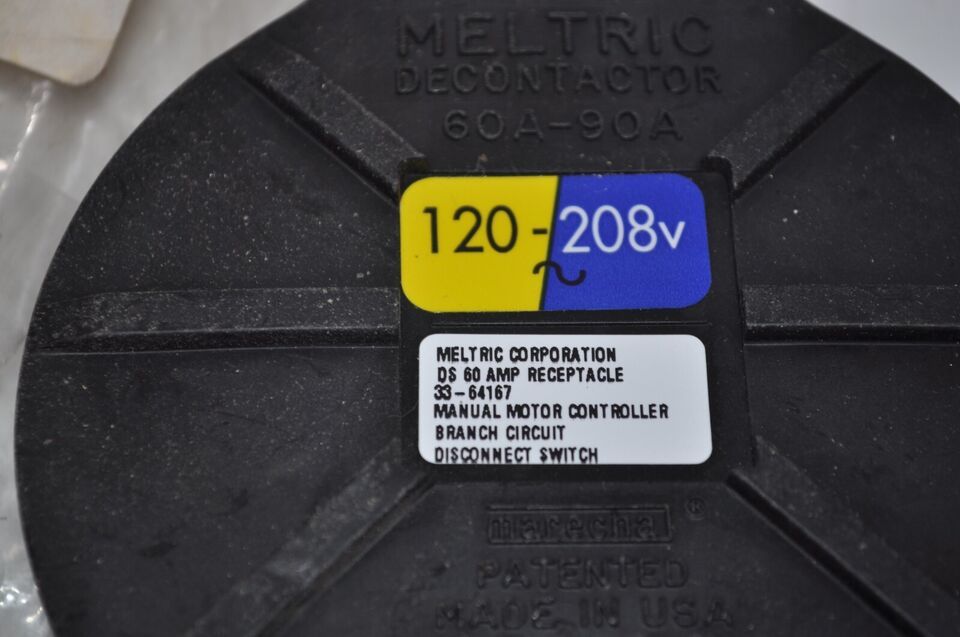 MELTRIC
DECONTACTOR
60A-90A
120-208v
~
MELTRIC CORPORATION
DS 60 AMP RECEPTACLE
33-64167
MANUAL MOTOR CONTROLLER
BRANCH CIRCUIT
DISCONNECT SWITCH
marechal®
PATENTED
MADE IN USA